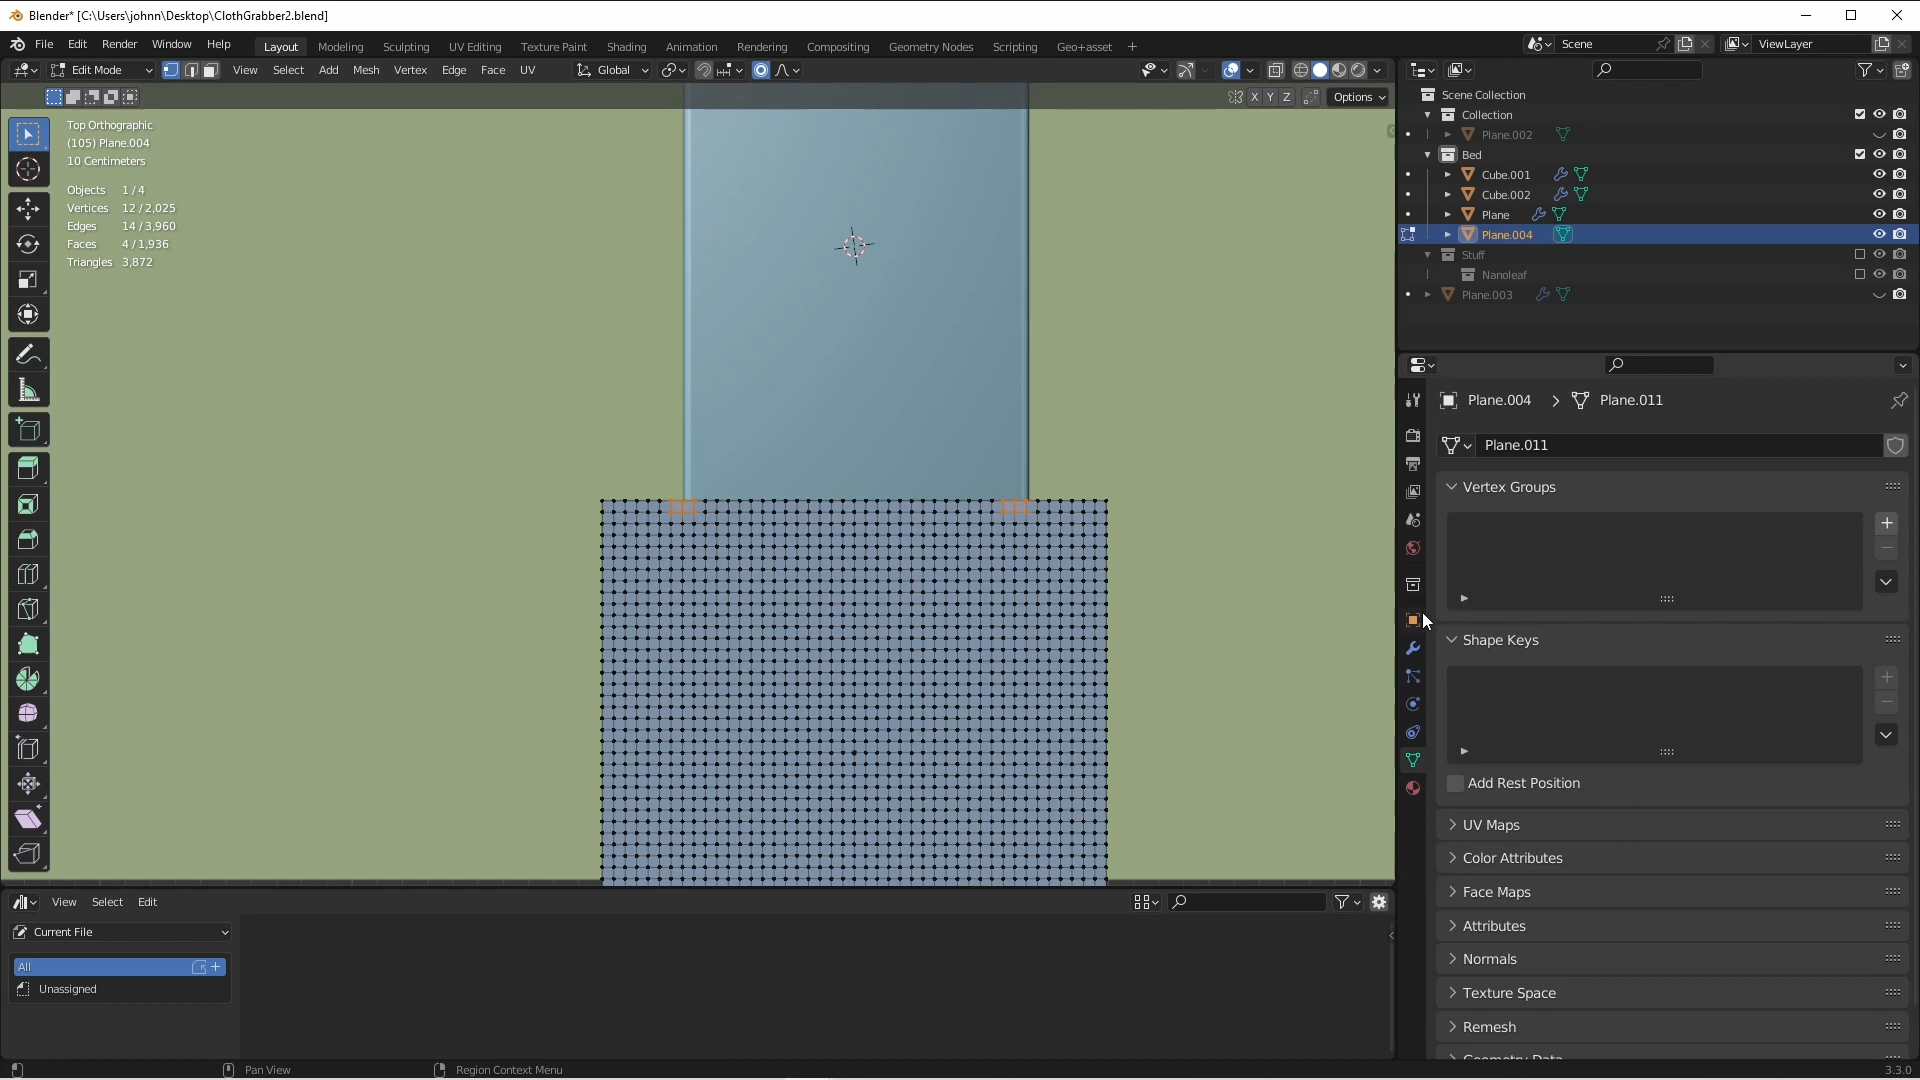 Blender* [C:\Users\johnn\Desktop\ClothGrabber2.blend]
File Edit Render Window Help Layout Modeling Sculpting UV Editing Texture Paint Shading Animation Rendering Compositing Geometry Nodes Scripting Geo+asset + Scene ViewLayer
Edit Mode View Select Add Mesh Vertex Edge Face UV Global
X Y Z Options
Top Orthographic
(105) Plane.004
10 Centimeters
Objects 1/4
Vertices 12/2,025
Edges 14/3,960
Faces 4/1,936
Triangles 3,872
Scene Collection
Collection
Plane.002
Bed
Cube.001
Cube.002
Plane
Plane.004
Stuff
Nanoleaf
Plane.003
Plane.004 > Plane.011
Plane.011
Vertex Groups
Shape Keys
Add Rest Position
UV Maps
Color Attributes
Face Maps
Attributes
Normals
Texture Space
Remesh
Geometry Data
View Select Edit
Current File
All
Unassigned
Pan View Region Context Menu 3.3.0